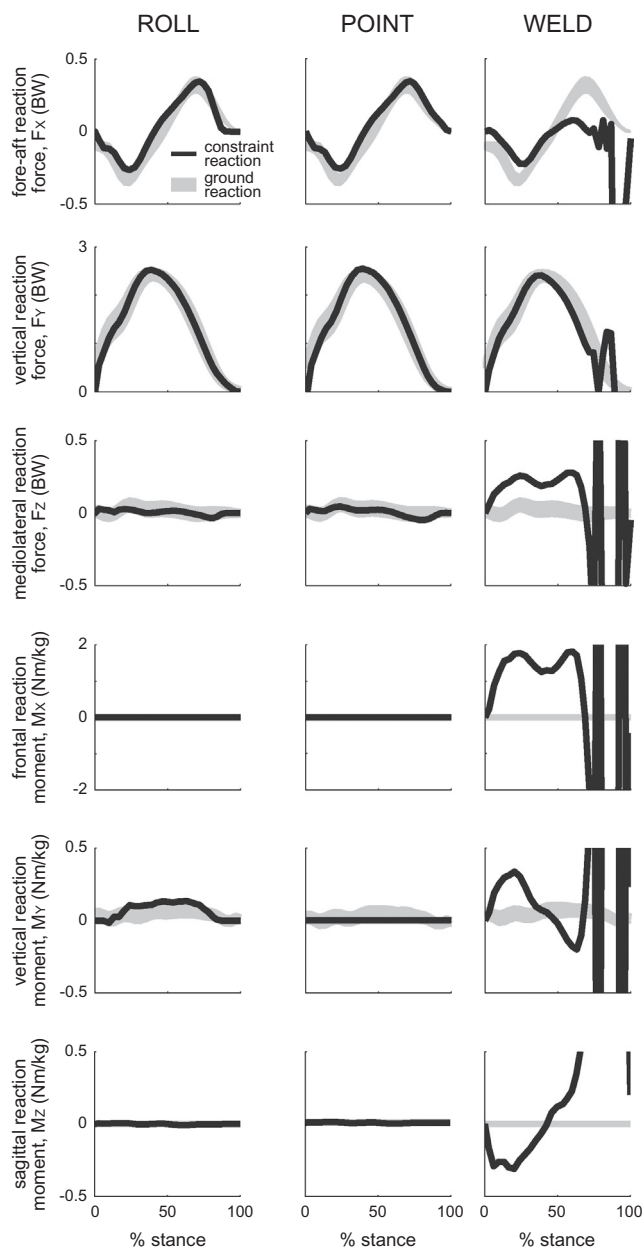 ROLL POINT WELD
fore-aft reaction
force, FX (BW)
0.5
0
-0.5
constraint
reaction
ground
reaction
vertical reaction
force, FY (BW)
3
0
mediolateral reaction
force, FZ (BW)
0.5
0
-0.5
frontal reaction
moment, MX (Nm/kg)
2
0
-2
vertical reaction
moment, MY (Nm/kg)
0.5
0
-0.5
sagittal reaction
moment, MZ (Nm/kg)
0.5
0
-0.5
0 50 100 0 50 100 0 50 100
% stance % stance % stance